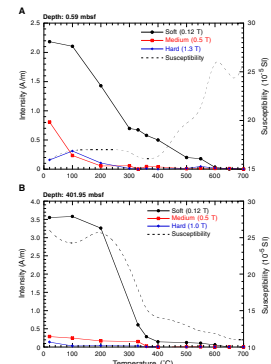 A
Depth: 0.59 mbsf
Soft (0.12 T)
Medium (0.5 T)
Hard (1.3 T)
Susceptibility
Intensity (A/m)
Susceptibility (10⁻⁵ SI)
2.5
2.0
1.5
1.0
0.5
0
30
25
20
15
0 100 200 300 400 500 600 700
B
Depth: 401.95 mbsf
Soft (0.12 T)
Medium (0.5 T)
Hard (1.0 T)
Susceptibility
Intensity (A/m)
Susceptibility (10⁻⁵ SI)
4.0
3.5
3.0
2.5
2.0
1.5
1.0
0.5
0
30
25
20
15
10
0 100 200 300 400 500 600 700
Temperature (°C)